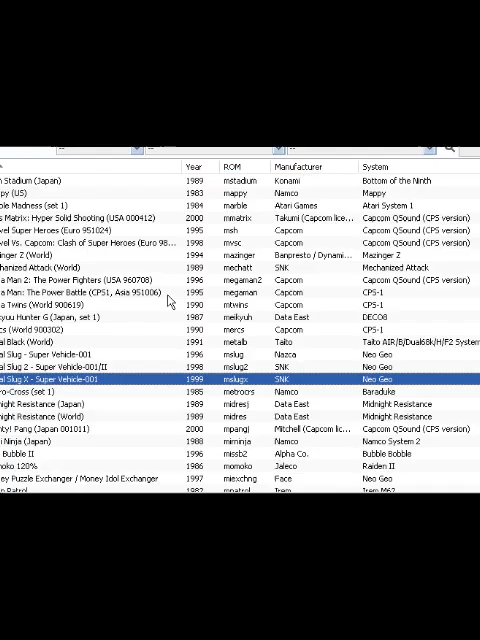 -- -- --
Year ROM Manufacturer System
n Stadium (Japan) 1989 mstadium Konami Bottom of the Ninth
py (US) 1983 mappy Namco Mappy
ble Madness (set 1) 1984 marble Atari Games Atari System 1
s Matrix: Hyper Solid Shooting (USA 000412) 2000 mmatrix Takumi (Capcom lice... Capcom QSound (CPS version)
vel Super Heroes (Euro 951024) 1995 msh Capcom Capcom QSound (CPS version)
vel Vs. Capcom: Clash of Super Heroes (Euro 98... 1998 mvsc Capcom Capcom QSound (CPS version)
zinger Z (World) 1994 mazinger Banpresto / Dynami... Mazinger Z
hanized Attack (World) 1989 mechatt SNK Mechanized Attack
a Man 2: The Power Fighters (USA 960708) 1996 megaman2 Capcom Capcom QSound (CPS version)
a Man: The Power Battle (CPS1, Asia 951006) 1995 megaman Capcom CPS-1
a Twins (World 900619) 1990 mtwins Capcom CPS-1
kyuu Hunter G (Japan, set 1) 1987 meikyuh Data East DECO8
cs (World 900302) 1990 mercs Capcom CPS-1
al Black (World) 1991 metalb Taito Taito AIR/B/Dual68k/H/F2 System
al Slug - Super Vehicle-001 1996 mslug Nazca Neo Geo
al Slug 2 - Super Vehicle-001/II 1998 mslug2 SNK Neo Geo
al Slug X - Super Vehicle-001 1999 mslugx SNK Neo Geo
ro-Cross (set 1) 1985 metrocrs Namco Baraduke
night Resistance (Japan) 1989 midresj Data East Midnight Resistance
night Resistance (World) 1989 midres Data East Midnight Resistance
hty! Pang (Japan 001011) 2000 mpangj Mitchell (Capcom lic... Capcom QSound (CPS version)
i Ninja (Japan) 1988 mirninja Namco Namco System 2
Bubble II 1996 missb2 Alpha Co. Bubble Bobble
moko 120% 1986 momoko Jaleco Raiden II
ey Puzzle Exchanger / Money Idol Exchanger 1997 miexchng Face Neo Geo
n Patrol 1982 mpatrol Irem Irem M62